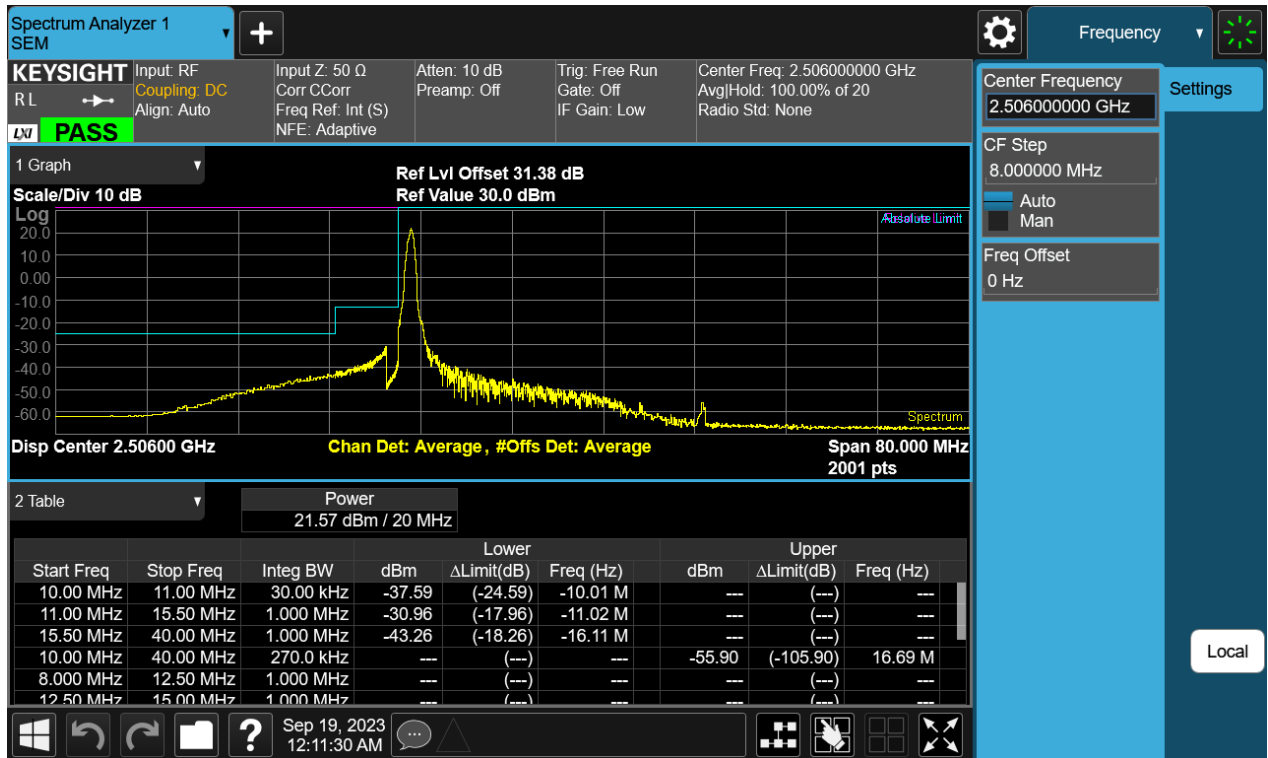 Spectrum Analyzer 1
SEM
+
Frequency
KEYSIGHT
Input: RF
Input Z: 50 Ω
Atten: 10 dB
Trig: Free Run
Center Freq: 2.506000000 GHz
R L
Coupling: DC
Corr CCorr
Preamp: Off
Gate: Off
Avg|Hold: 100.00% of 20
Align: Auto
Freq Ref: Int (S)
IF Gain: Low
Radio Std: None
LXI
PASS
NFE: Adaptive
Center Frequency
2.506000000 GHz
Settings
CF Step
8.000000 MHz
Auto
Man
Freq Offset
0 Hz
Local
1 Graph
Ref Lvl Offset 31.38 dB
Scale/Div 10 dB
Ref Value 30.0 dBm
Log
Absolute Limit
20.0
10.0
0.00
-10.0
-20.0
-30.0
-40.0
-50.0
-60.0
Spectrum
Disp Center 2.50600 GHz
Chan Det: Average , #Offs Det: Average
Span 80.000 MHz
2001 pts
2 Table
Power
21.57 dBm / 20 MHz
Lower Upper
Start Freq Stop Freq Integ BW dBm ΔLimit(dB) Freq (Hz) dBm ΔLimit(dB) Freq (Hz)
10.00 MHz 11.00 MHz 30.00 kHz -37.59 (-24.59) -10.01 M --- (---) ---
11.00 MHz 15.50 MHz 1.000 MHz -30.96 (-17.96) -11.02 M --- (---) ---
15.50 MHz 40.00 MHz 1.000 MHz -43.26 (-18.26) -16.11 M --- (---) ---
10.00 MHz 40.00 MHz 270.0 kHz --- (---) --- -55.90 (-105.90) 16.69 M
8.000 MHz 12.50 MHz 1.000 MHz --- (---) --- --- (---) ---
12.50 MHz 15.00 MHz 1.000 MHz --- (---) --- --- (---) ---
?
Sep 19, 2023
12:11:30 AM